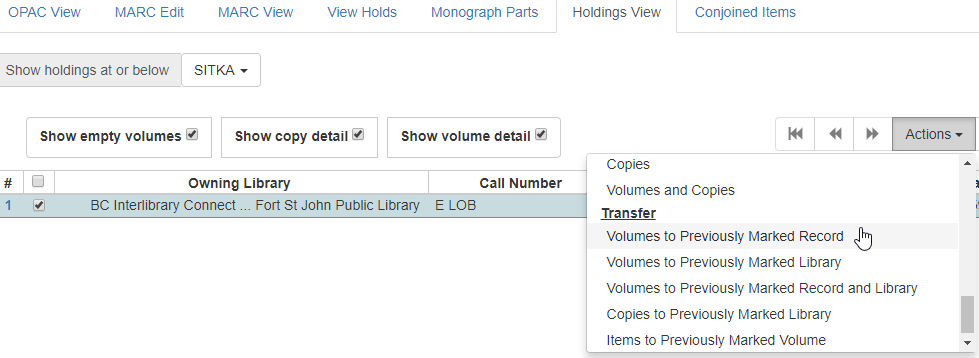 OPAC View MARC Edit MARC View View Holds Monograph Parts Holdings View Conjoined Items
Show holdings at or below SITKA
Show empty volumes Show copy detail Show volume detail Actions
# Owning Library Call Number
1 BC Interlibrary Connect ... Fort St John Public Library E LOB
Copies
Volumes and Copies
Transfer
Volumes to Previously Marked Record
Volumes to Previously Marked Library
Volumes to Previously Marked Record and Library
Copies to Previously Marked Library
Items to Previously Marked Volume